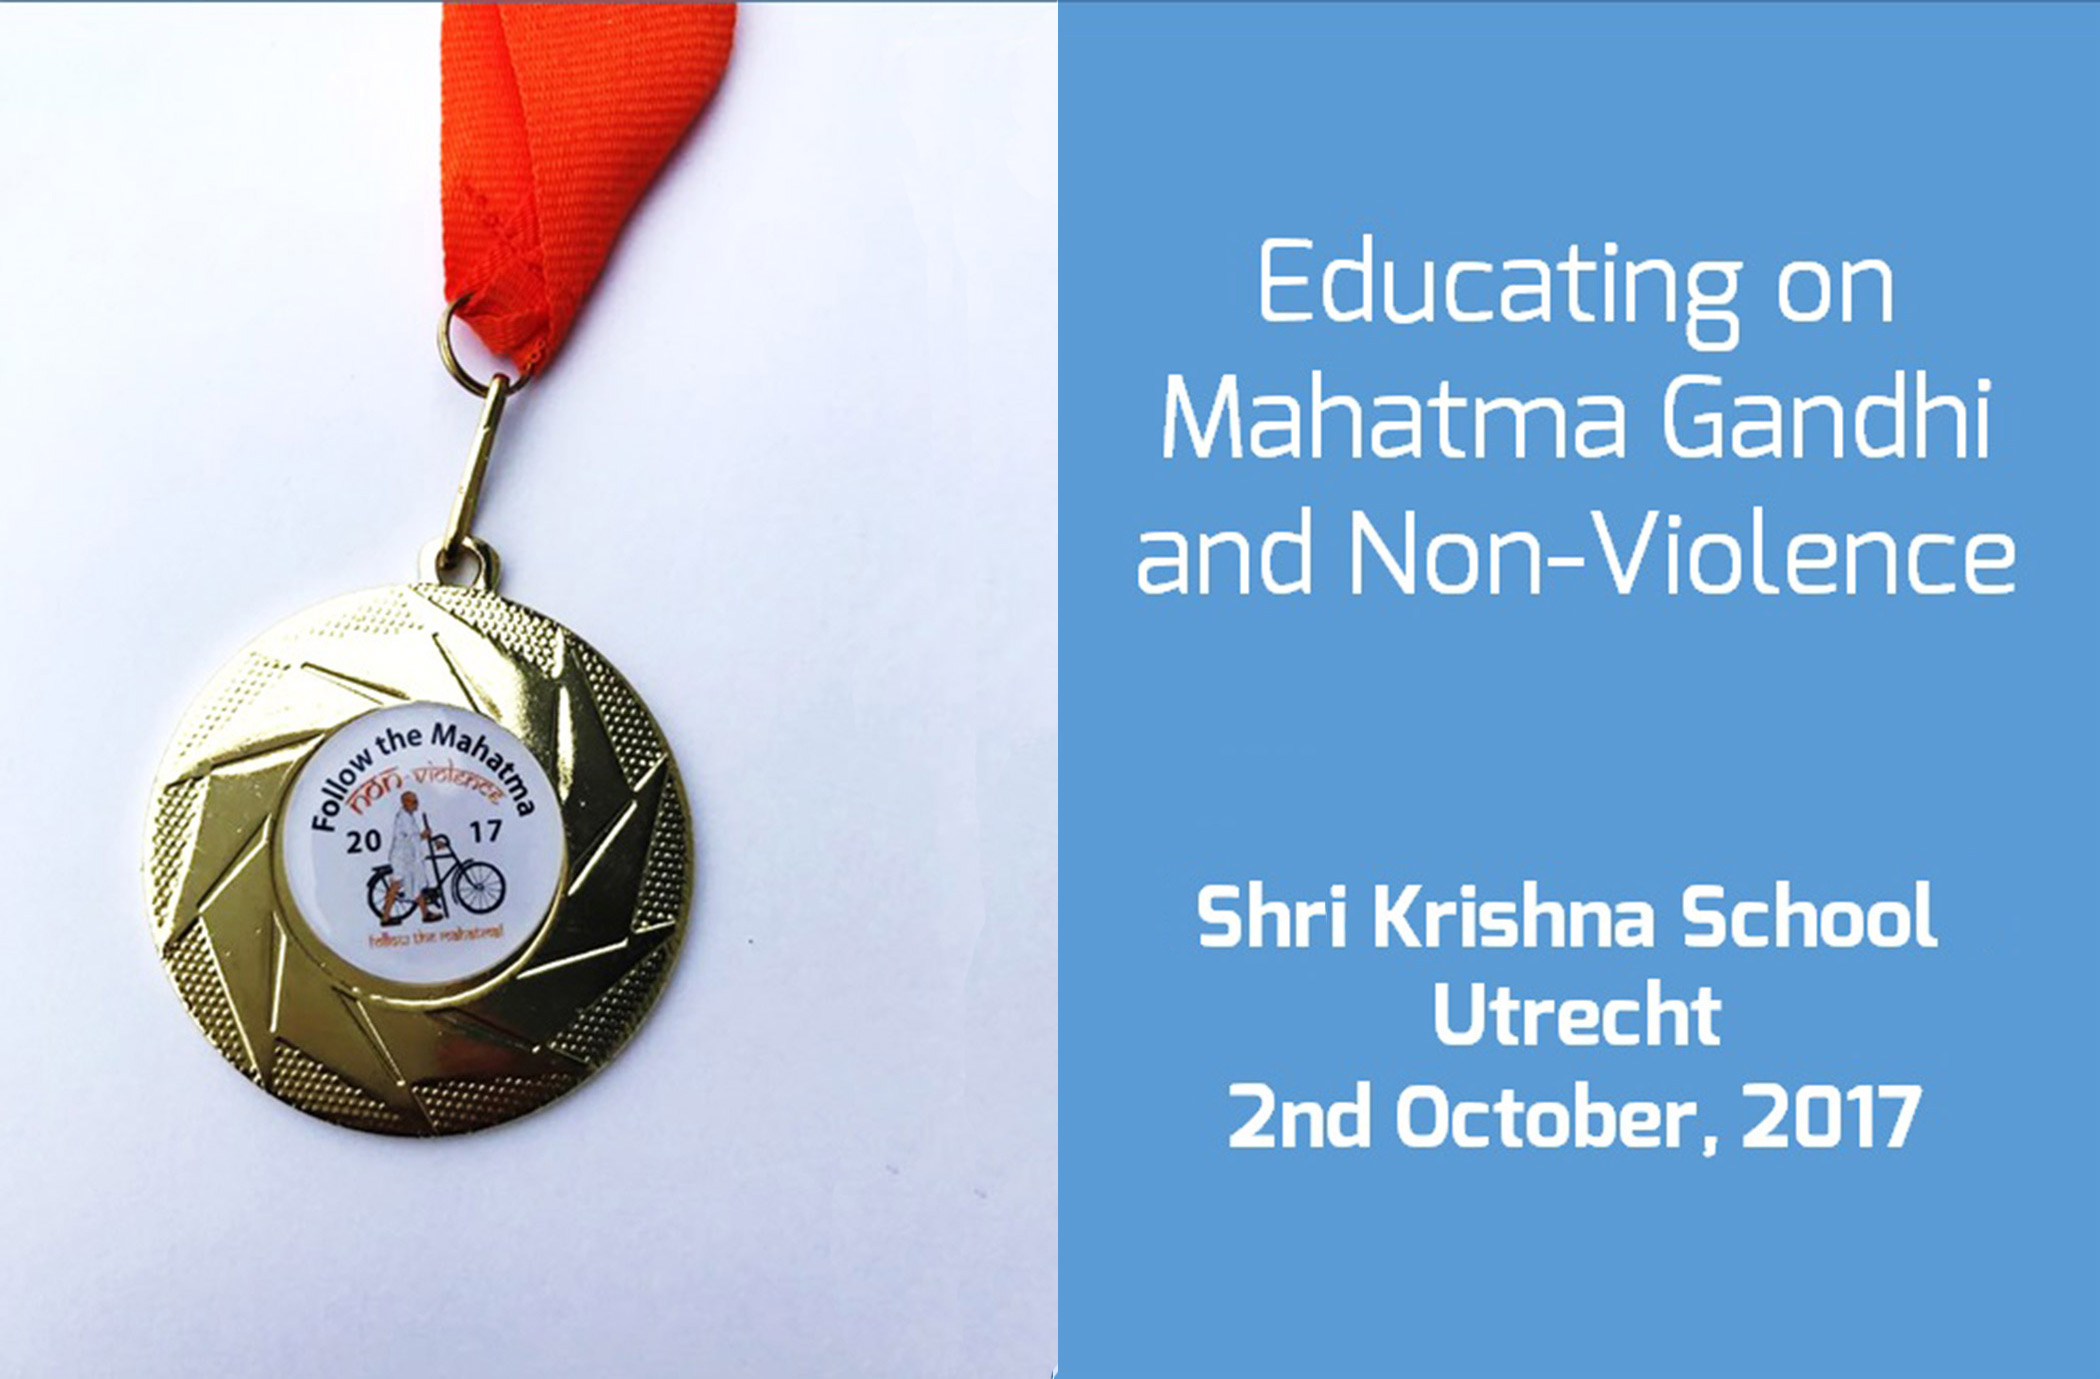 Follow the Mahatma
non-violence
20 17
follow the mahatma!
Educating on
Mahatma Gandhi
and Non-Violence
Shri Krishna School
Utrecht
2nd October, 2017